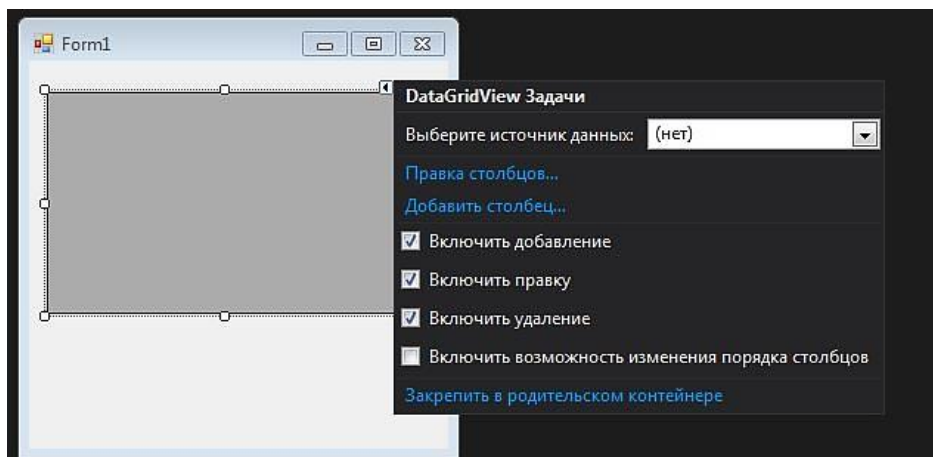 Form1
DataGridView Задачи
Выберите источник данных: (нет)
Правка столбцов...
Добавить столбец...
Включить добавление
Включить правку
Включить удаление
Включить возможность изменения порядка столбцов
Закрепить в родительском контейнере